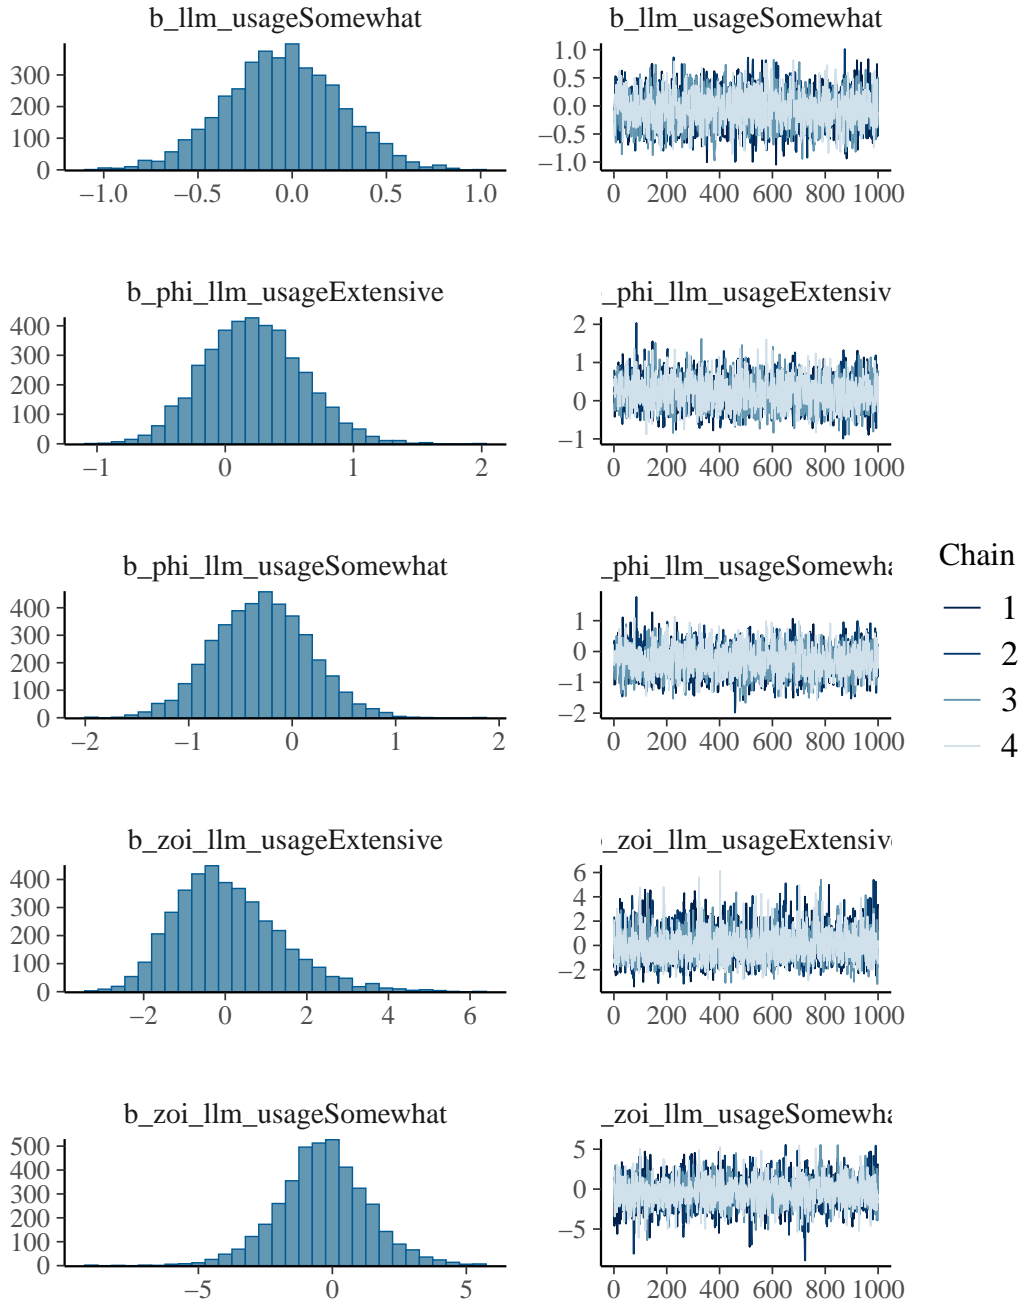 b_llm_usageSomewhat
b_llm_usageSomewhat
300
200
100
0
−1.0 −0.5 0.0 0.5 1.0
1.0
0.5
0.0
−0.5
−1.0
0 200 400 600 800 1000
b_phi_llm_usageExtensive
_phi_llm_usageExtensiv
400
300
200
100
0
−1 0 1 2
2
1
0
−1
0 200 400 600 800 1000
b_phi_llm_usageSomewhat
_phi_llm_usageSomewha
400
300
200
100
0
−2 −1 0 1 2
1
0
−1
−2
0 200 400 600 800 1000
b_zoi_llm_usageExtensive
_zoi_llm_usageExtensive
400
300
200
100
0
−2 0 2 4 6
6
4
2
0
−2
0 200 400 600 800 1000
b_zoi_llm_usageSomewhat
_zoi_llm_usageSomewha
500
400
300
200
100
0
−5 0 5
5
0
−5
0 200 400 600 800 1000
Chain
1
2
3
4